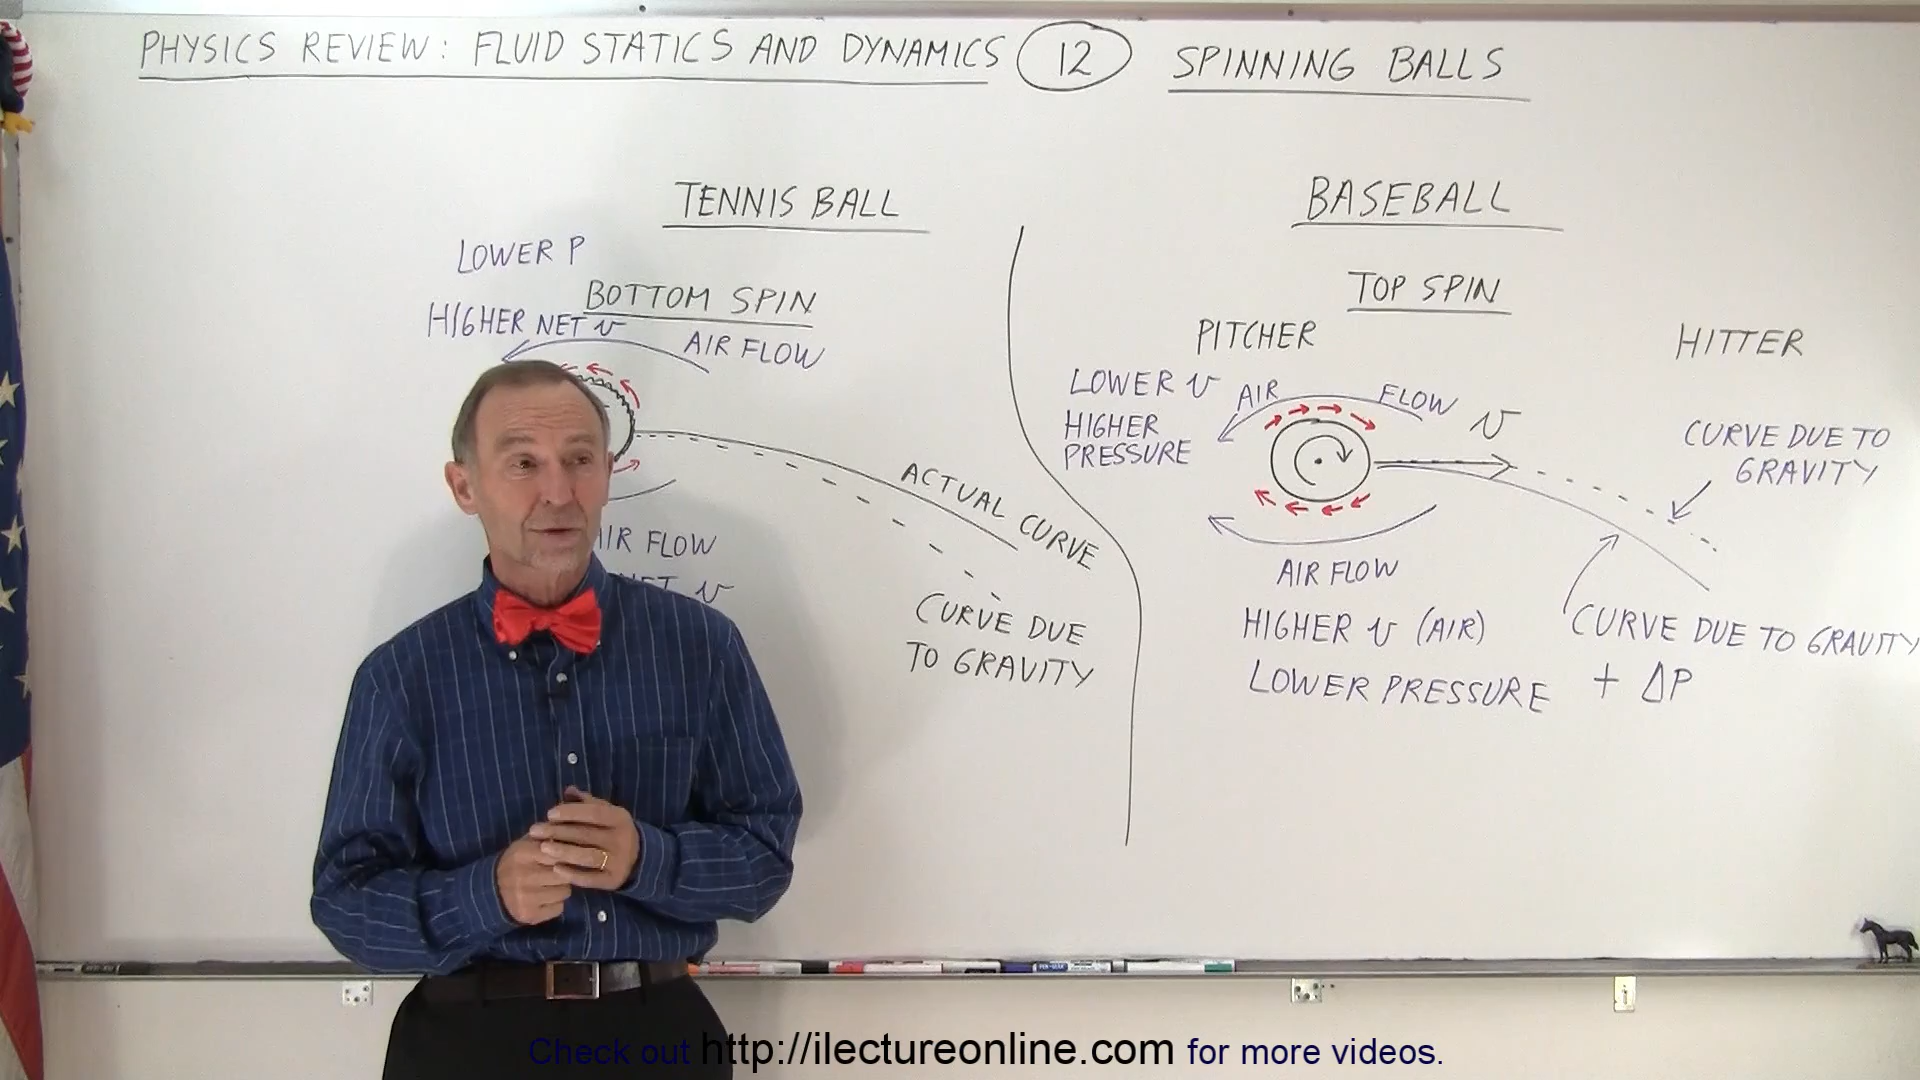 PHYSICS REVIEW: FLUID STATICS AND DYNAMICS 12 SPINNING BALLS
TENNIS BALL
LOWER P
BOTTOM SPIN
HIGHER NET v
AIR FLOW
ACTUAL CURVE
AIR FLOW
v
CURVE DUE
TO GRAVITY
BASEBALL
TOP SPIN
PITCHER
HITTER
LOWER v
AIR FLOW
v
HIGHER
PRESSURE
CURVE DUE TO
GRAVITY
AIR FLOW
HIGHER v (AIR)
LOWER PRESSURE
CURVE DUE TO GRAVITY
+ ΔP
Check out http://ilectureonline.com for more videos.